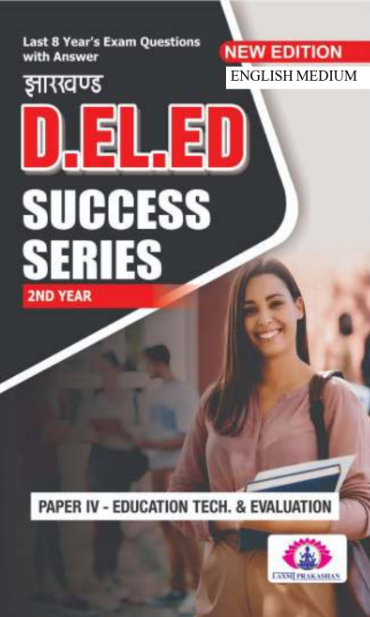 Last 8 Year's Exam Questions
with Answer
NEW EDITION
ENGLISH MEDIUM
झारखण्ड
D.EL.ED
SUCCESS
SERIES
2ND YEAR
PAPER IV - EDUCATION TECH. & EVALUATION
LAXMI PRAKASHAN